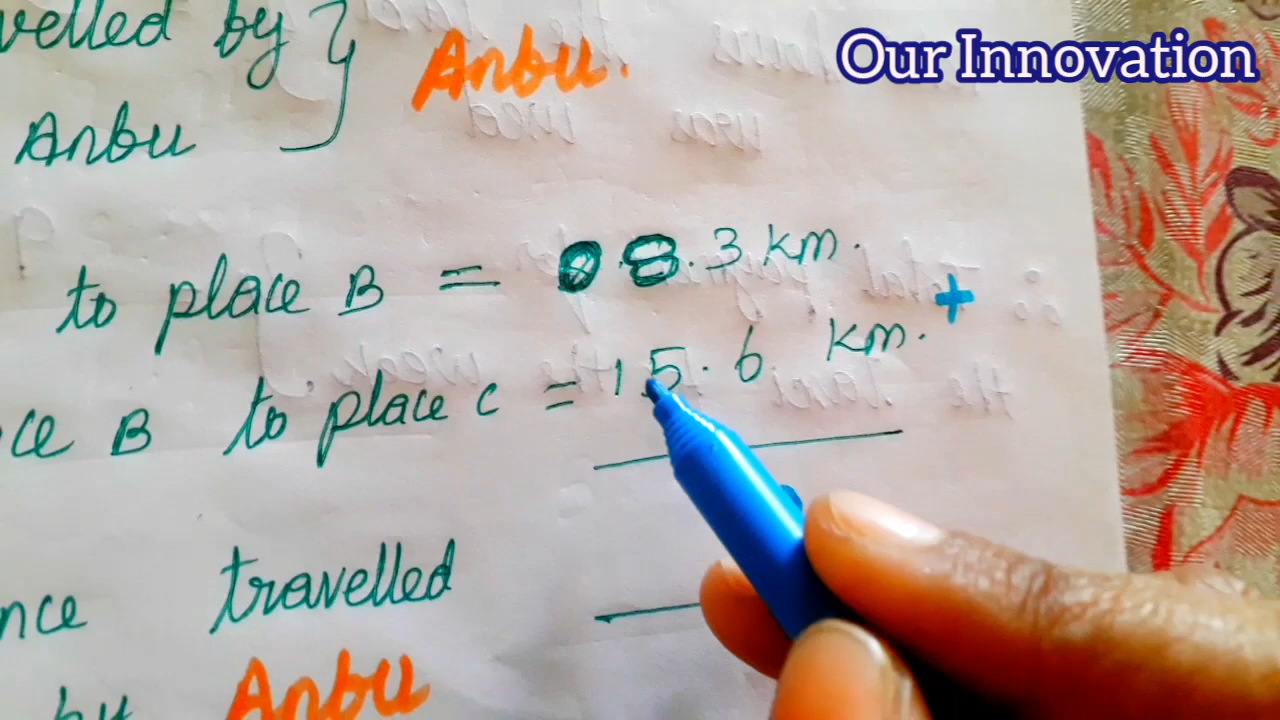 Our Innovation
velled by } Anbu.
Anbu
to place B = 08.3 km.
+
ce B to place C = 15.6 km.
nce travelled
by Anbu